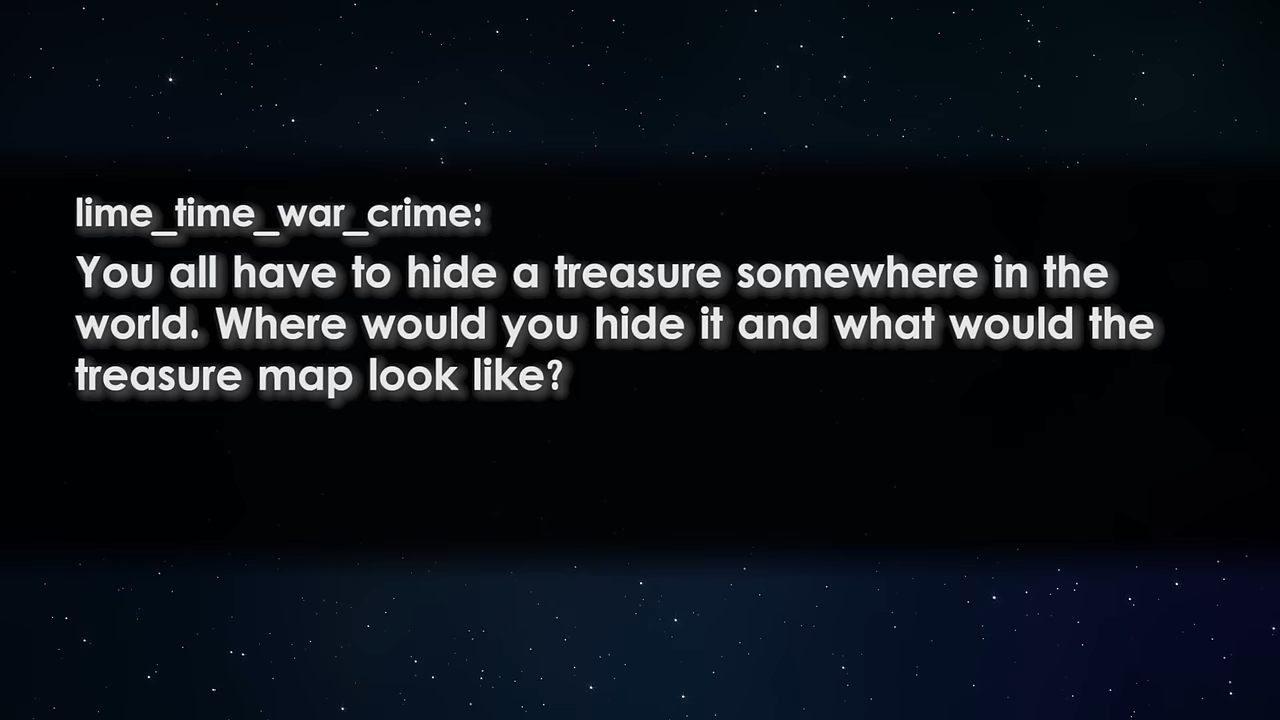 lime_time_war_crime:
You all have to hide a treasure somewhere in the
world. Where would you hide it and what would the
treasure map look like?